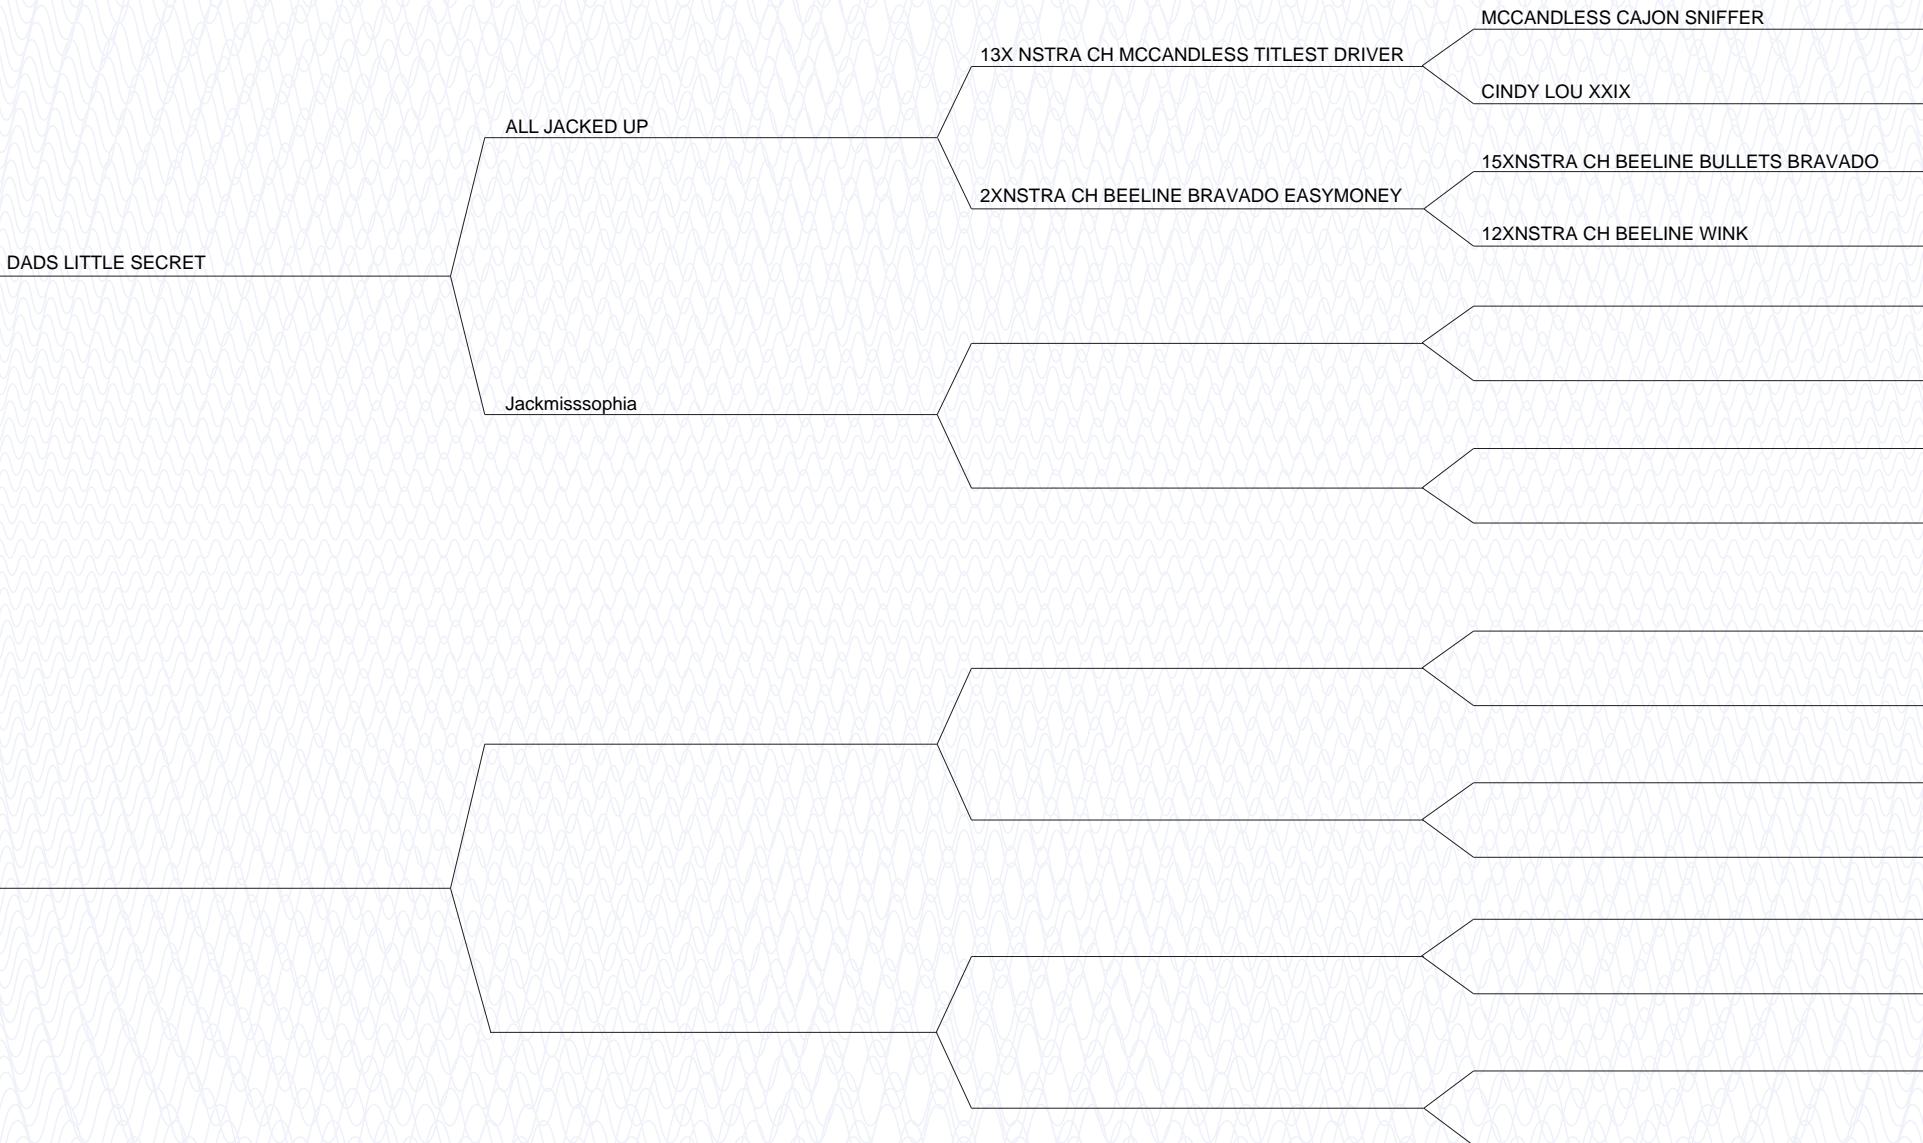 MCCANDLESS CAJON SNIFFER
13X NSTRA CH MCCANDLESS TITLEST DRIVER
CINDY LOU XXIX
ALL JACKED UP
15XNSTRA CH BEELINE BULLETS BRAVADO
2XNSTRA CH BEELINE BRAVADO EASYMONEY
12XNSTRA CH BEELINE WINK
DADS LITTLE SECRET
Jackmisssophia